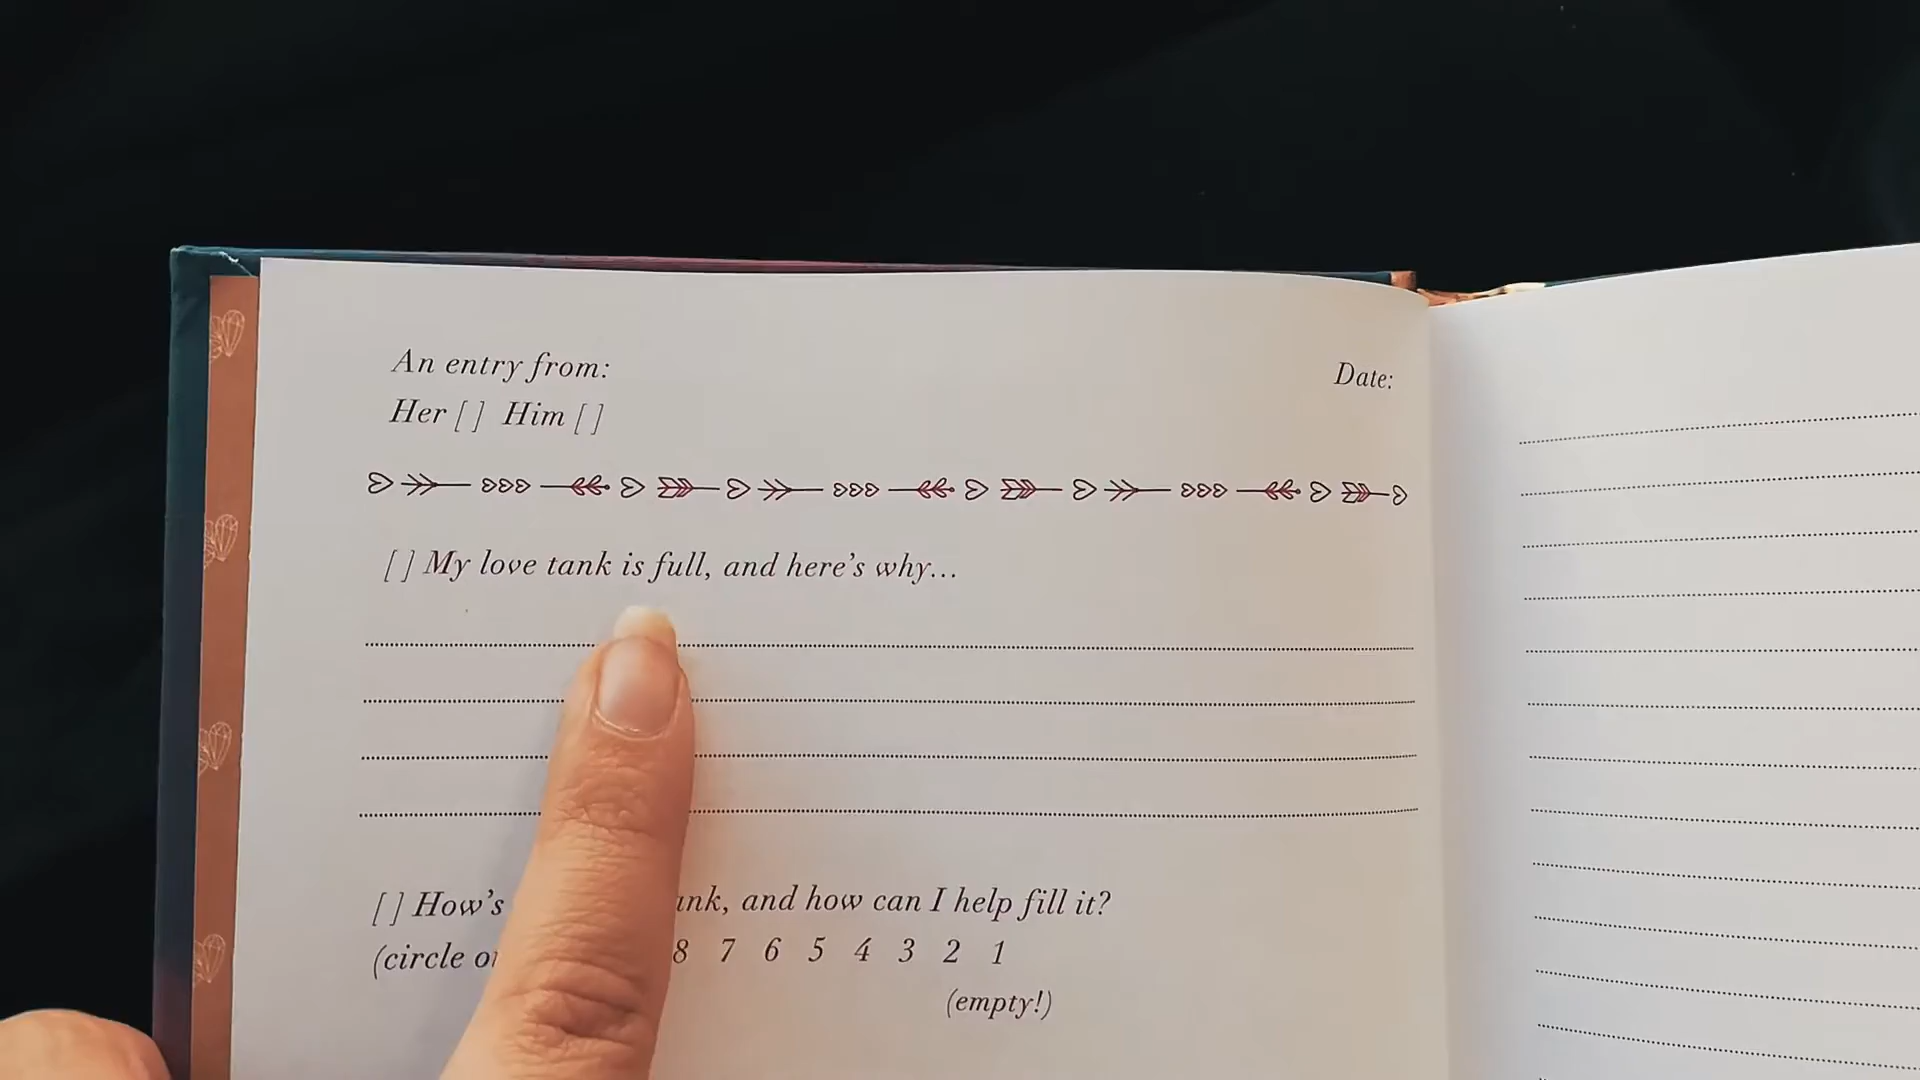 An entry from:
Date:
Her [ ] Him [ ]
[ ] My love tank is full, and here's why...
[ ] How's tank, and how can I help fill it?
(circle 8 7 6 5 4 3 2 1
(empty!)